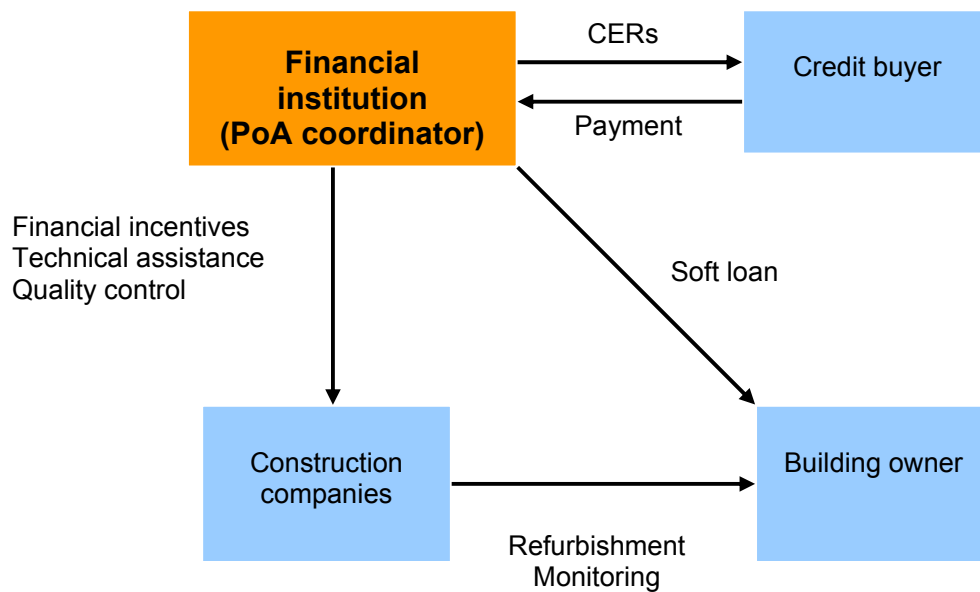 Financial
institution
(PoA coordinator)
CERs
Payment
Credit buyer
Financial incentives
Technical assistance
Quality control
Soft loan
Construction
companies
Building owner
Refurbishment
Monitoring